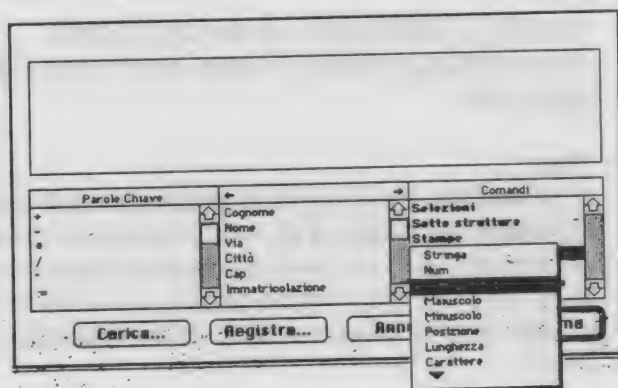 Parole Chiave
+
-
*
/
^
:=
← →
Cognome
Nome
Via
Città
Cap
Immatricolazione
Comandi
Selezioni
Sotto strutture
Stampe
Stringa
Num
Maiuscolo
Minuscolo
Posizione
Lunghezza
Carattere
Carica...
Registra...